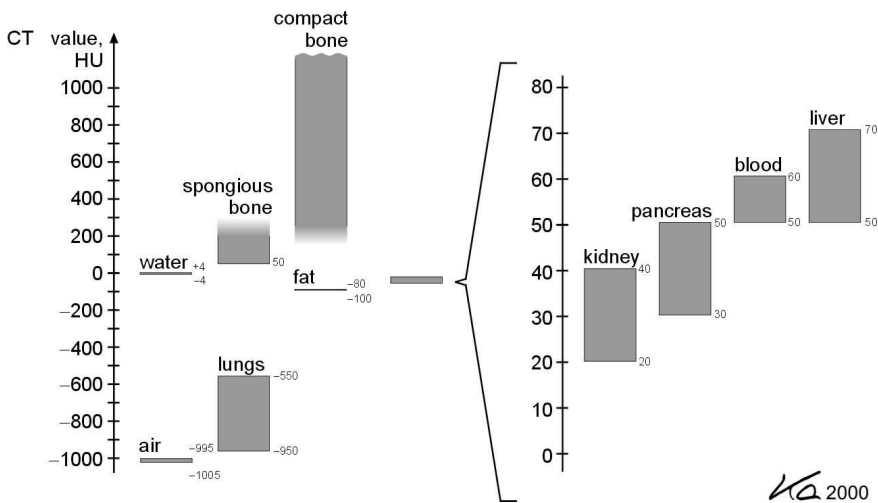 CT value, HU
1000
800
600
400
200
0
−200
−400
−600
−800
−1000
compact
bone
spongious
bone
50
water
+4
−4
fat
−80
−100
lungs
−550
−950
air
−995
−1005
80
70
60
50
40
30
20
10
0
liver
70
50
blood
60
50
pancreas
50
30
kidney
40
20
2000